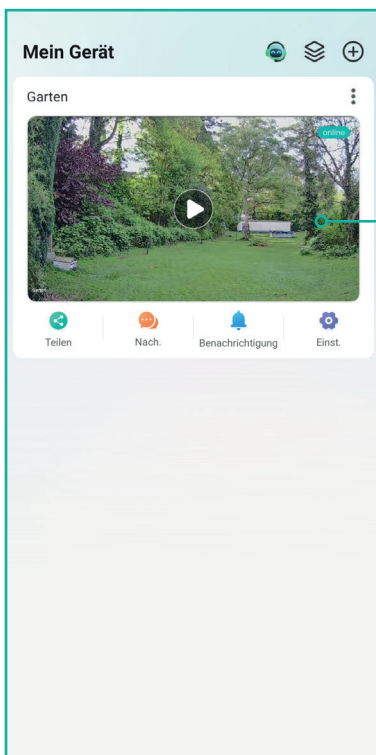 Mein Gerät
Garten
online
Teilen
Nach.
Benachrichtigung
Einst.